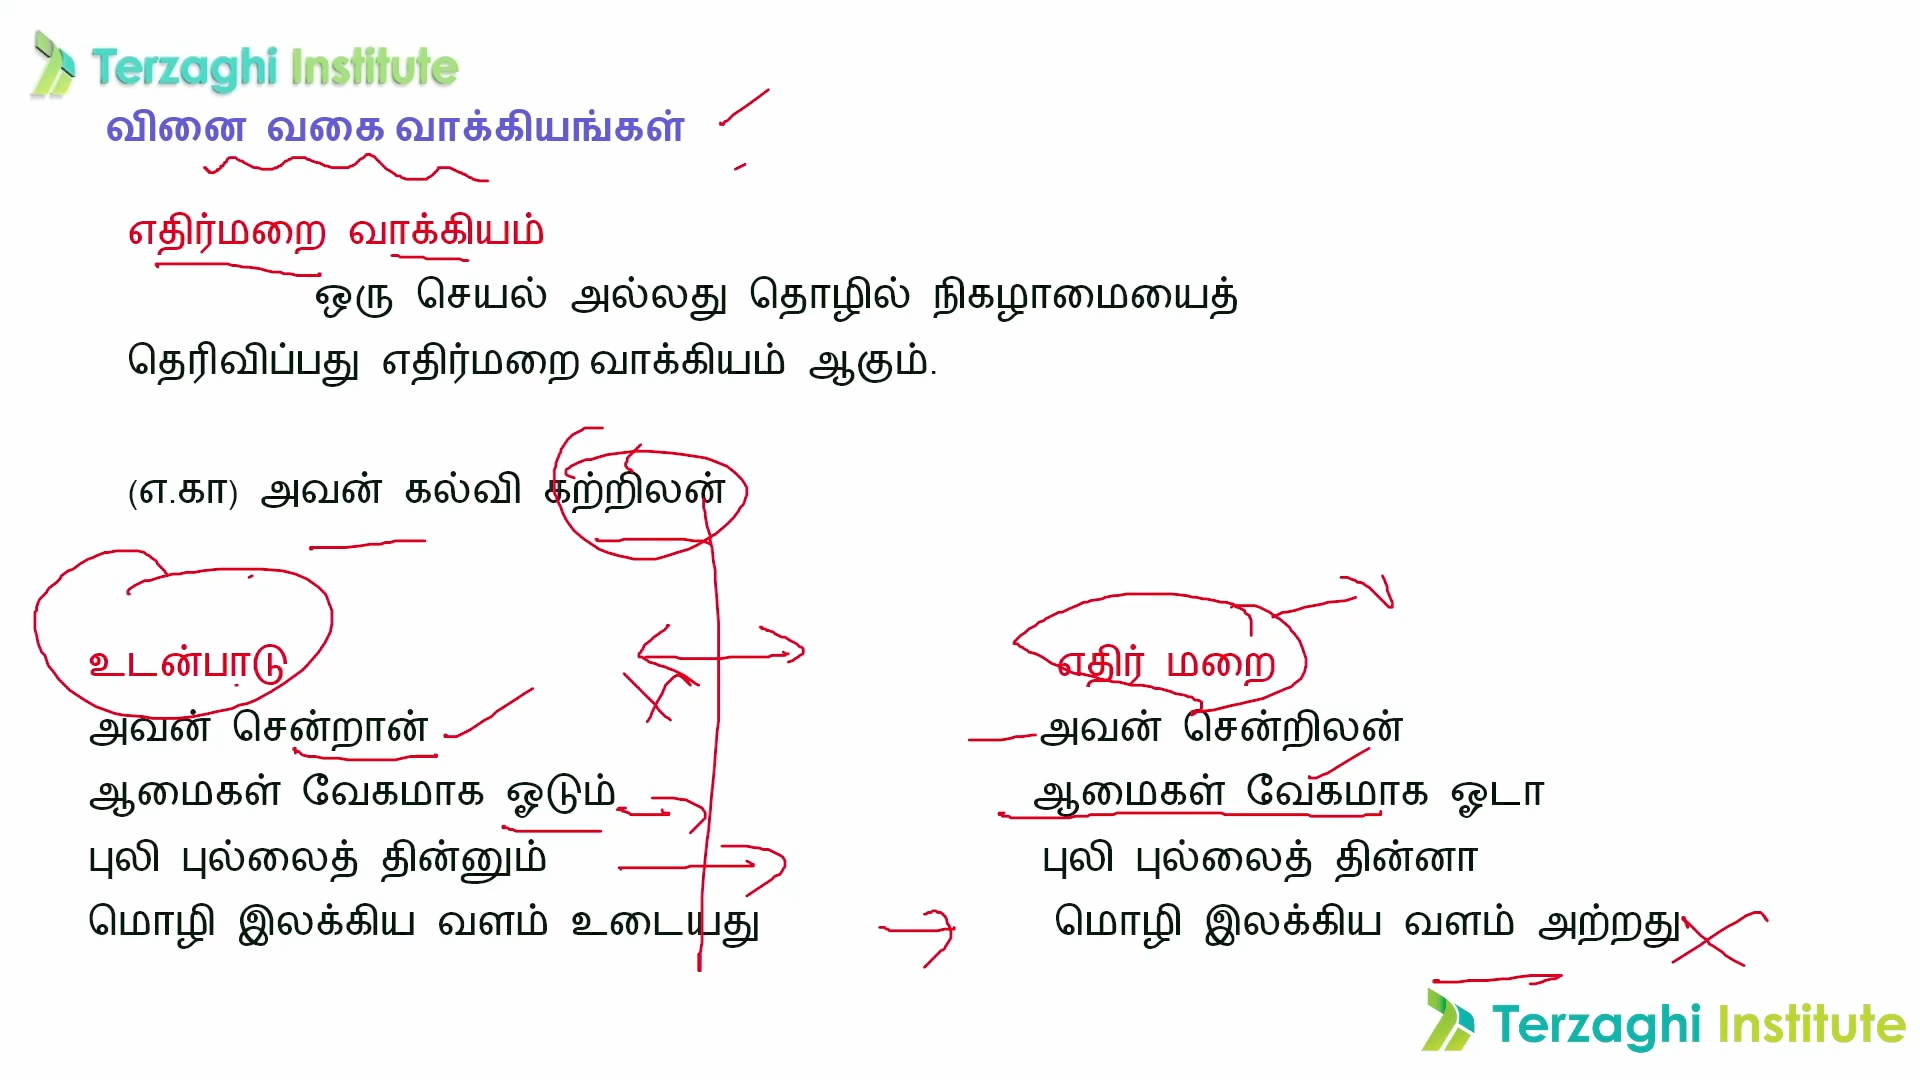 Terzaghi Institute
வினை வகை வாக்கியங்கள்
எதிர்மறை வாக்கியம்
ஒரு செயல் அல்லது தொழில் நிகழாமையைத்
தெரிவிப்பது எதிர்மறை வாக்கியம் ஆகும்.
(எ.கா) அவன் கல்வி கற்றிலன்
உடன்பாடு
எதிர் மறை
அவன் சென்றான்
அவன் சென்றிலன்
ஆமைகள் வேகமாக ஓடும்
ஆமைகள் வேகமாக ஓடா
புலி புல்லைத் தின்னும்
புலி புல்லைத் தின்னா
மொழி இலக்கிய வளம் உடையது
மொழி இலக்கிய வளம் அற்றது
Terzaghi Institute